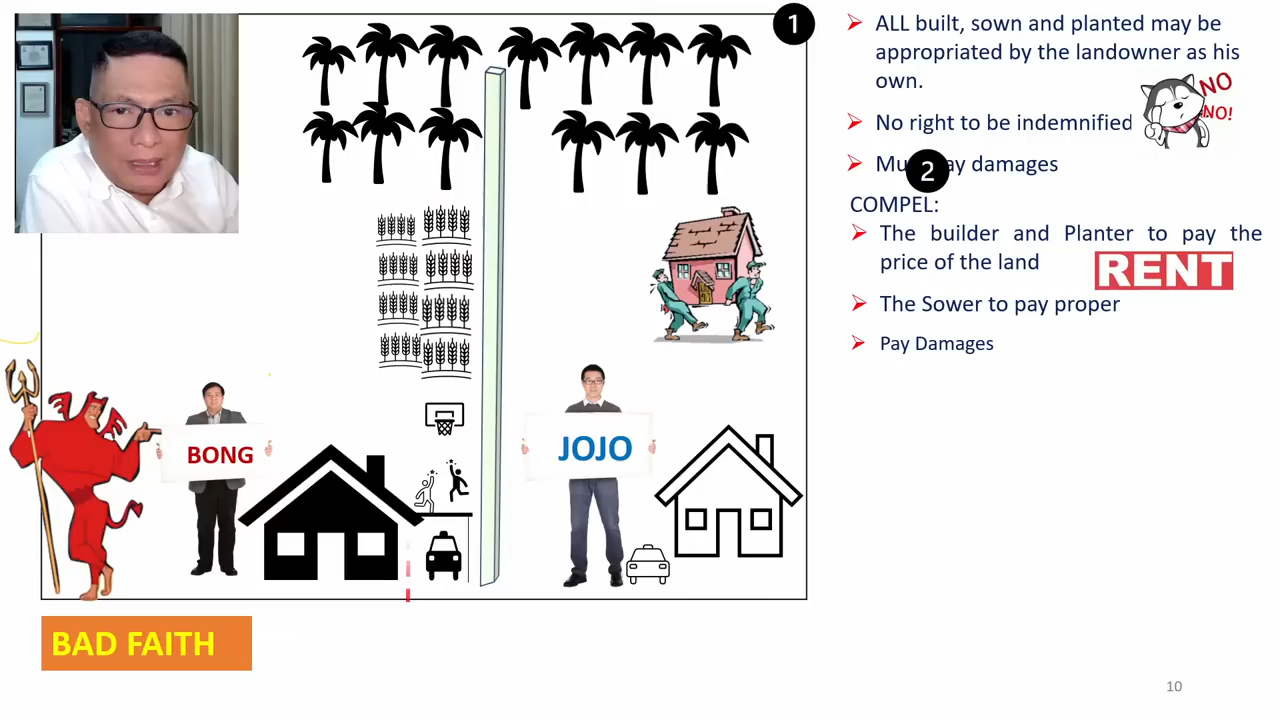 1
ALL built, sown and planted may be
appropriated by the landowner as his
own.
NO
NO!
No right to be indemnified
pay damages
2
COMPEL:
The builder and Planter to pay the
price of the land
RENT
The Sower to pay proper
Pay Damages
BONG
JOJO
BAD FAITH
10